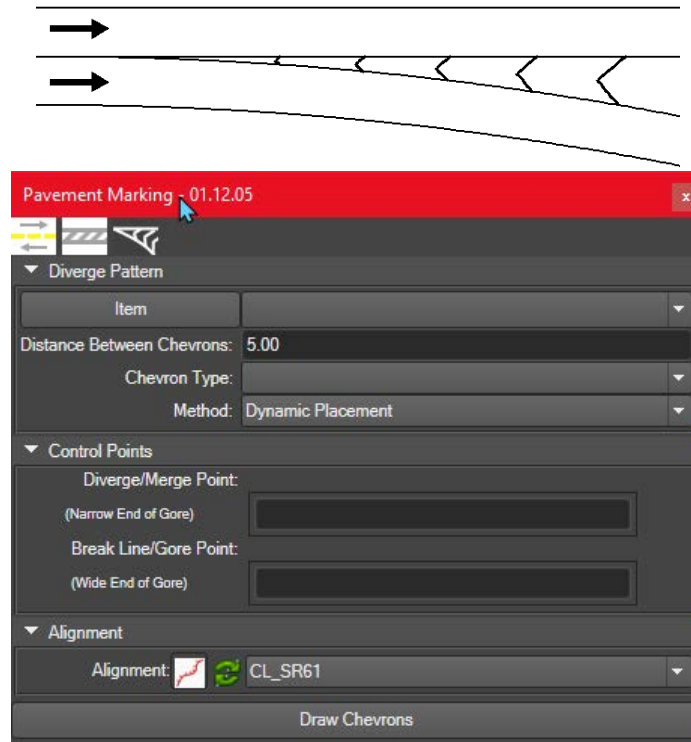 Pavement Marking - 01.12.05
x
Diverge Pattern
Item
Distance Between Chevrons: 5.00
Chevron Type:
Method: Dynamic Placement
Control Points
Diverge/Merge Point:
(Narrow End of Gore)
Break Line/Gore Point:
(Wide End of Gore)
Alignment
Alignment: CL_SR61
Draw Chevrons